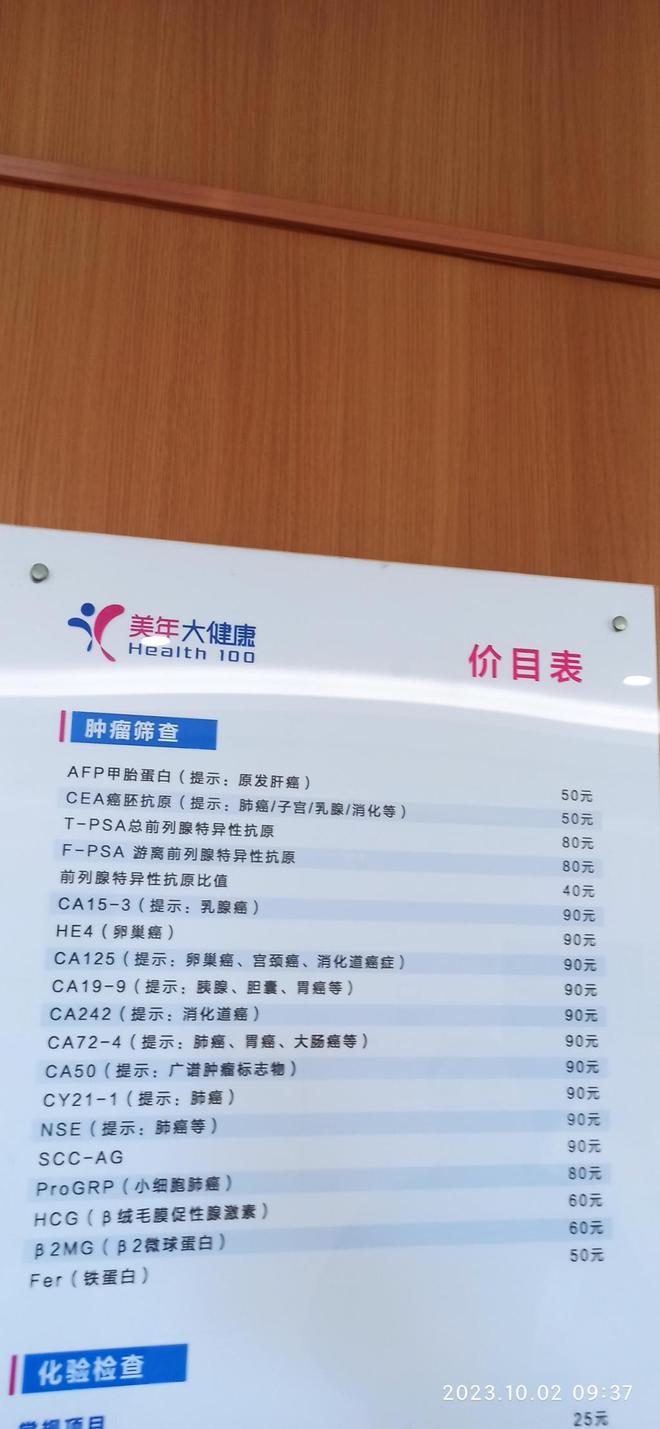 美年大健康
Health 100
价目表
肿瘤筛查
AFP甲胎蛋白（提示：原发肝癌） 50元
CEA癌胚抗原（提示：肺癌/子宫/乳腺/消化等） 50元
T-PSA总前列腺特异性抗原 80元
F-PSA 游离前列腺特异性抗原 80元
前列腺特异性抗原比值 40元
CA15-3（提示：乳腺癌） 90元
HE4（卵巢癌） 90元
CA125（提示：卵巢癌、宫颈癌、消化道癌症） 90元
CA19-9（提示：胰腺、胆囊、胃癌等） 90元
CA242（提示：消化道癌） 90元
CA72-4（提示：肺癌、胃癌、大肠癌等） 90元
CA50（提示：广谱肿瘤标志物） 90元
CY21-1（提示：肺癌） 90元
NSE（提示：肺癌等） 90元
SCC-AG 90元
ProGRP（小细胞肺癌） 80元
HCG（β绒毛膜促性腺激素） 60元
β2MG（β2微球蛋白） 60元
Fer（铁蛋白） 50元
化验检查
常规项目 25元
2023.10.02 09:37